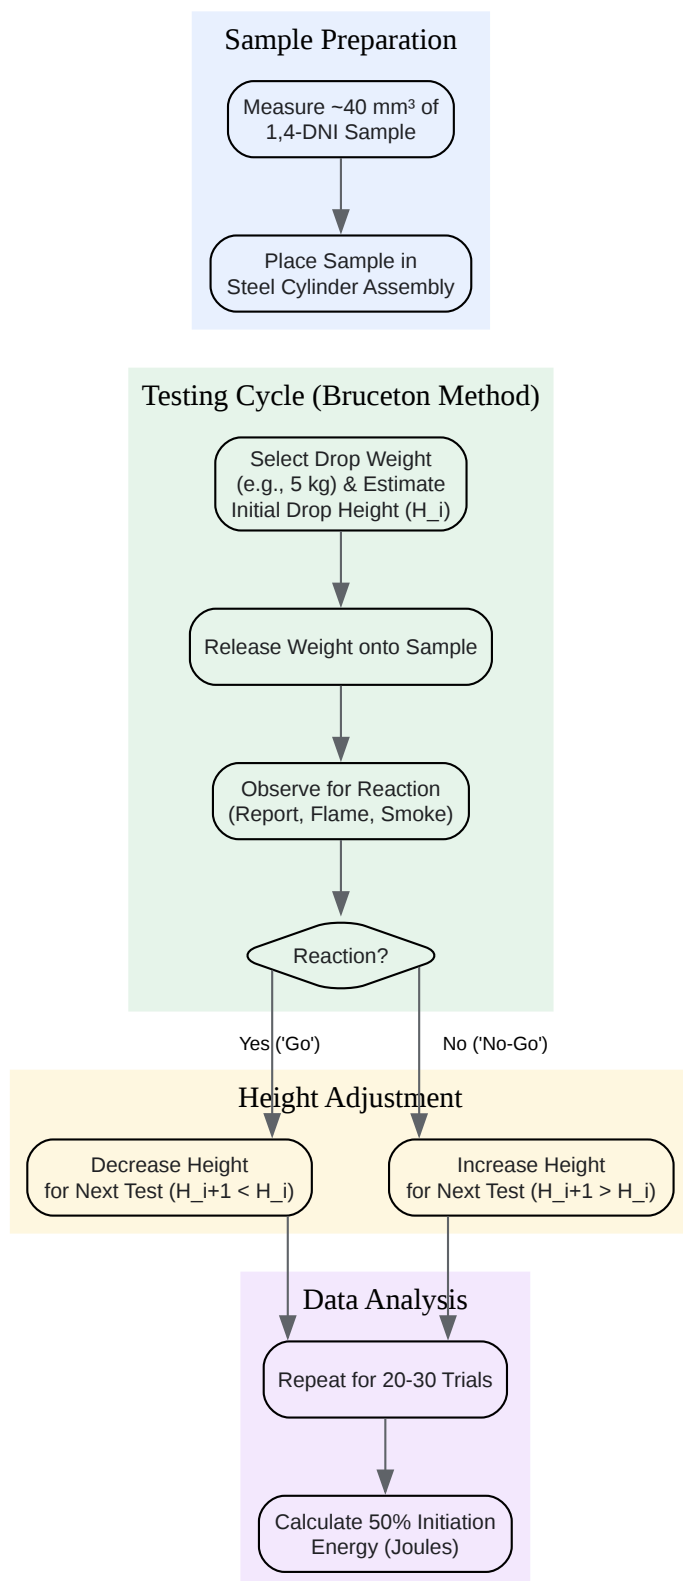 Sample Preparation
Measure ~40 mm³ of
1,4-DNI Sample
Place Sample in
Steel Cylinder Assembly
Testing Cycle (Bruceton Method)
Select Drop Weight
(e.g., 5 kg) & Estimate
Initial Drop Height (H_i)
Release Weight onto Sample
Observe for Reaction
(Report, Flame, Smoke)
Reaction?
Yes ('Go')
No ('No-Go')
Height Adjustment
Decrease Height
for Next Test (H_i+1 < H_i)
Increase Height
for Next Test (H_i+1 > H_i)
Data Analysis
Repeat for 20-30 Trials
Calculate 50% Initiation
Energy (Joules)